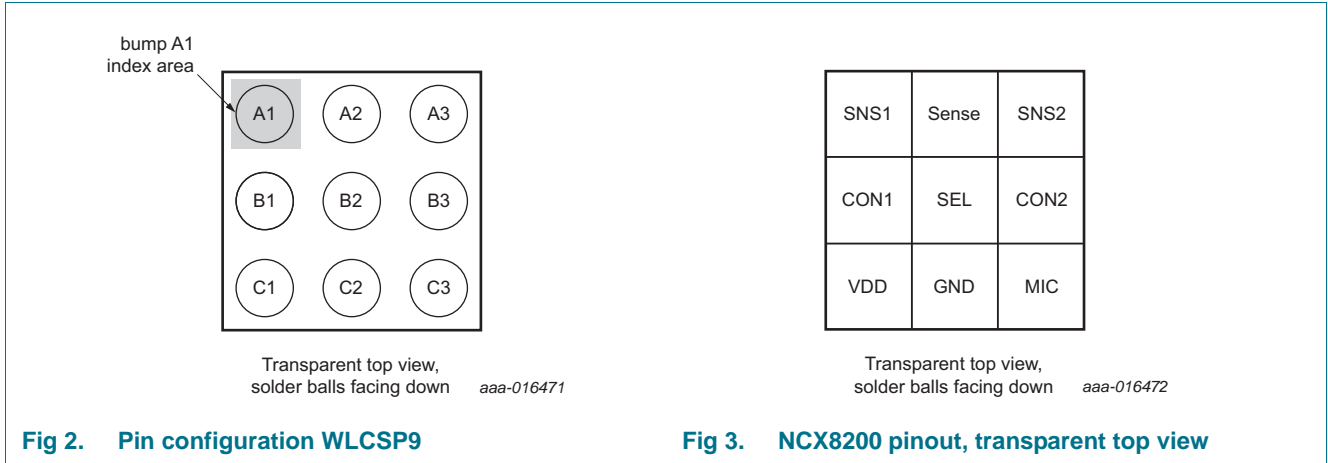 bump A1
index area
A1 A2 A3
B1 B2 B3
C1 C2 C3
Transparent top view,
solder balls facing down aaa-016471
Fig 2. Pin configuration WLCSP9
SNS1 Sense SNS2
CON1 SEL CON2
VDD GND MIC
Transparent top view,
solder balls facing down aaa-016472
Fig 3. NCX8200 pinout, transparent top view